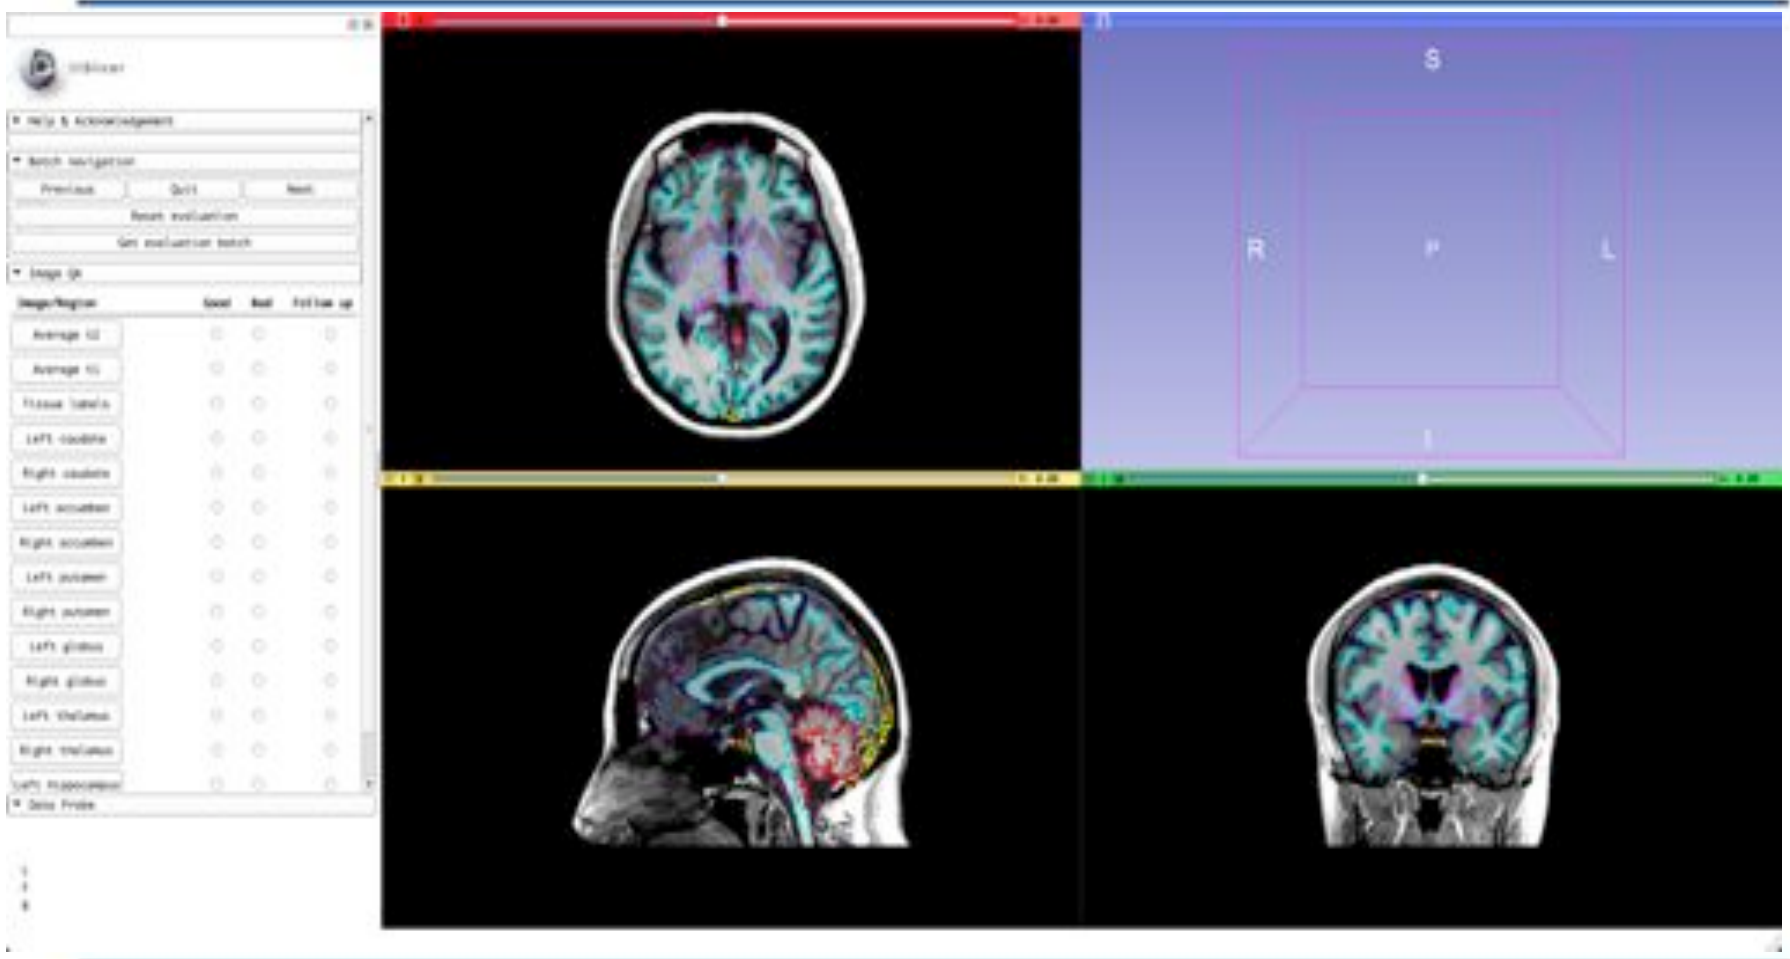 3DSlicer
Help & Acknowledgement
Batch navigation
Previous Quit Next
Reset evaluation
Get evaluation batch
Image QA
Image/Region Good Bad Follow up
Average t2
Average t1
Tissue labels
Left caudate
Right caudate
Left accumben
Right accumben
Left putamen
Right putamen
Left globus
Right globus
Left thalamus
Right thalamus
Left hippocampus
Data Probe
L
F
B
S
R P L
I